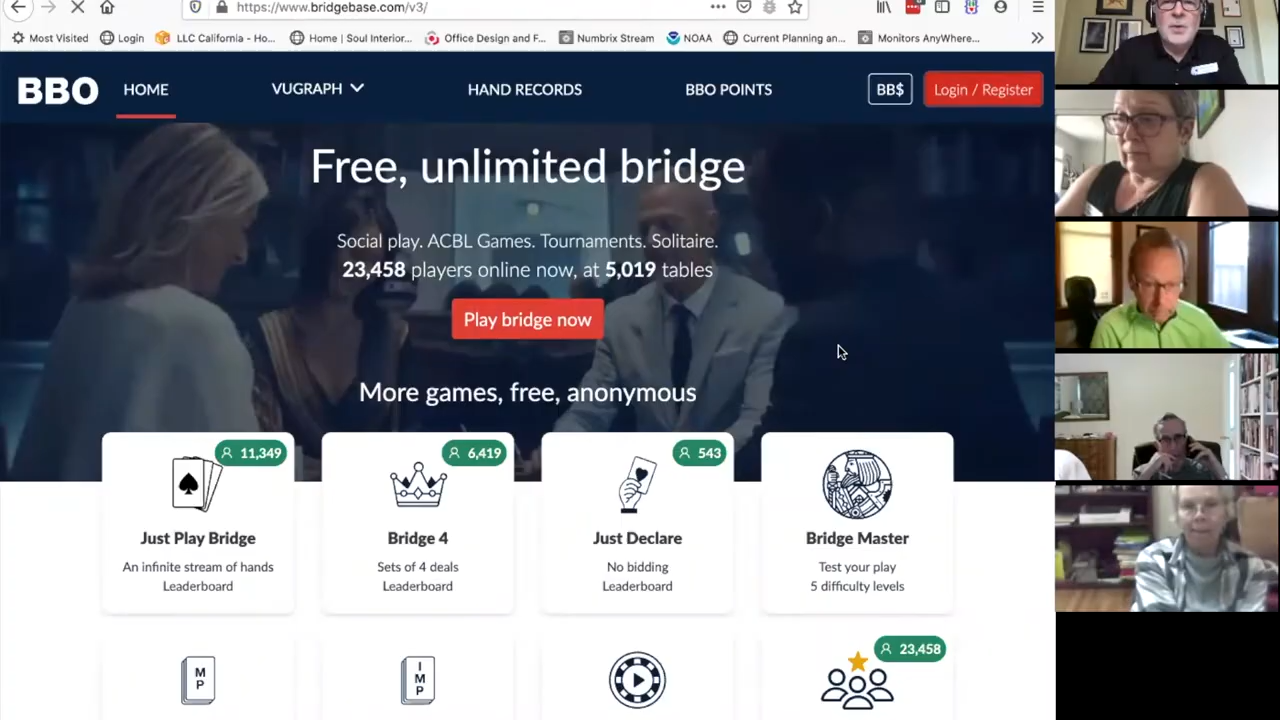 https://www.bridgebase.com/v3/
Most Visited
Login
LLC California - Ho...
Home | Soul Interior...
Office Design and F...
Numbrix Stream
NOAA
Current Planning an...
Monitors AnyWhere...
BBO
HOME
VUGRAPH
HAND RECORDS
BBO POINTS
BB$
Login / Register
Free, unlimited bridge
Social play. ACBL Games. Tournaments. Solitaire.
23,458 players online now, at 5,019 tables
Play bridge now
More games, free, anonymous
11,349
Just Play Bridge
An infinite stream of hands
Leaderboard
6,419
Bridge 4
Sets of 4 deals
Leaderboard
543
Just Declare
No bidding
Leaderboard
Bridge Master
Test your play
5 difficulty levels
M
P
I
M
P
23,458